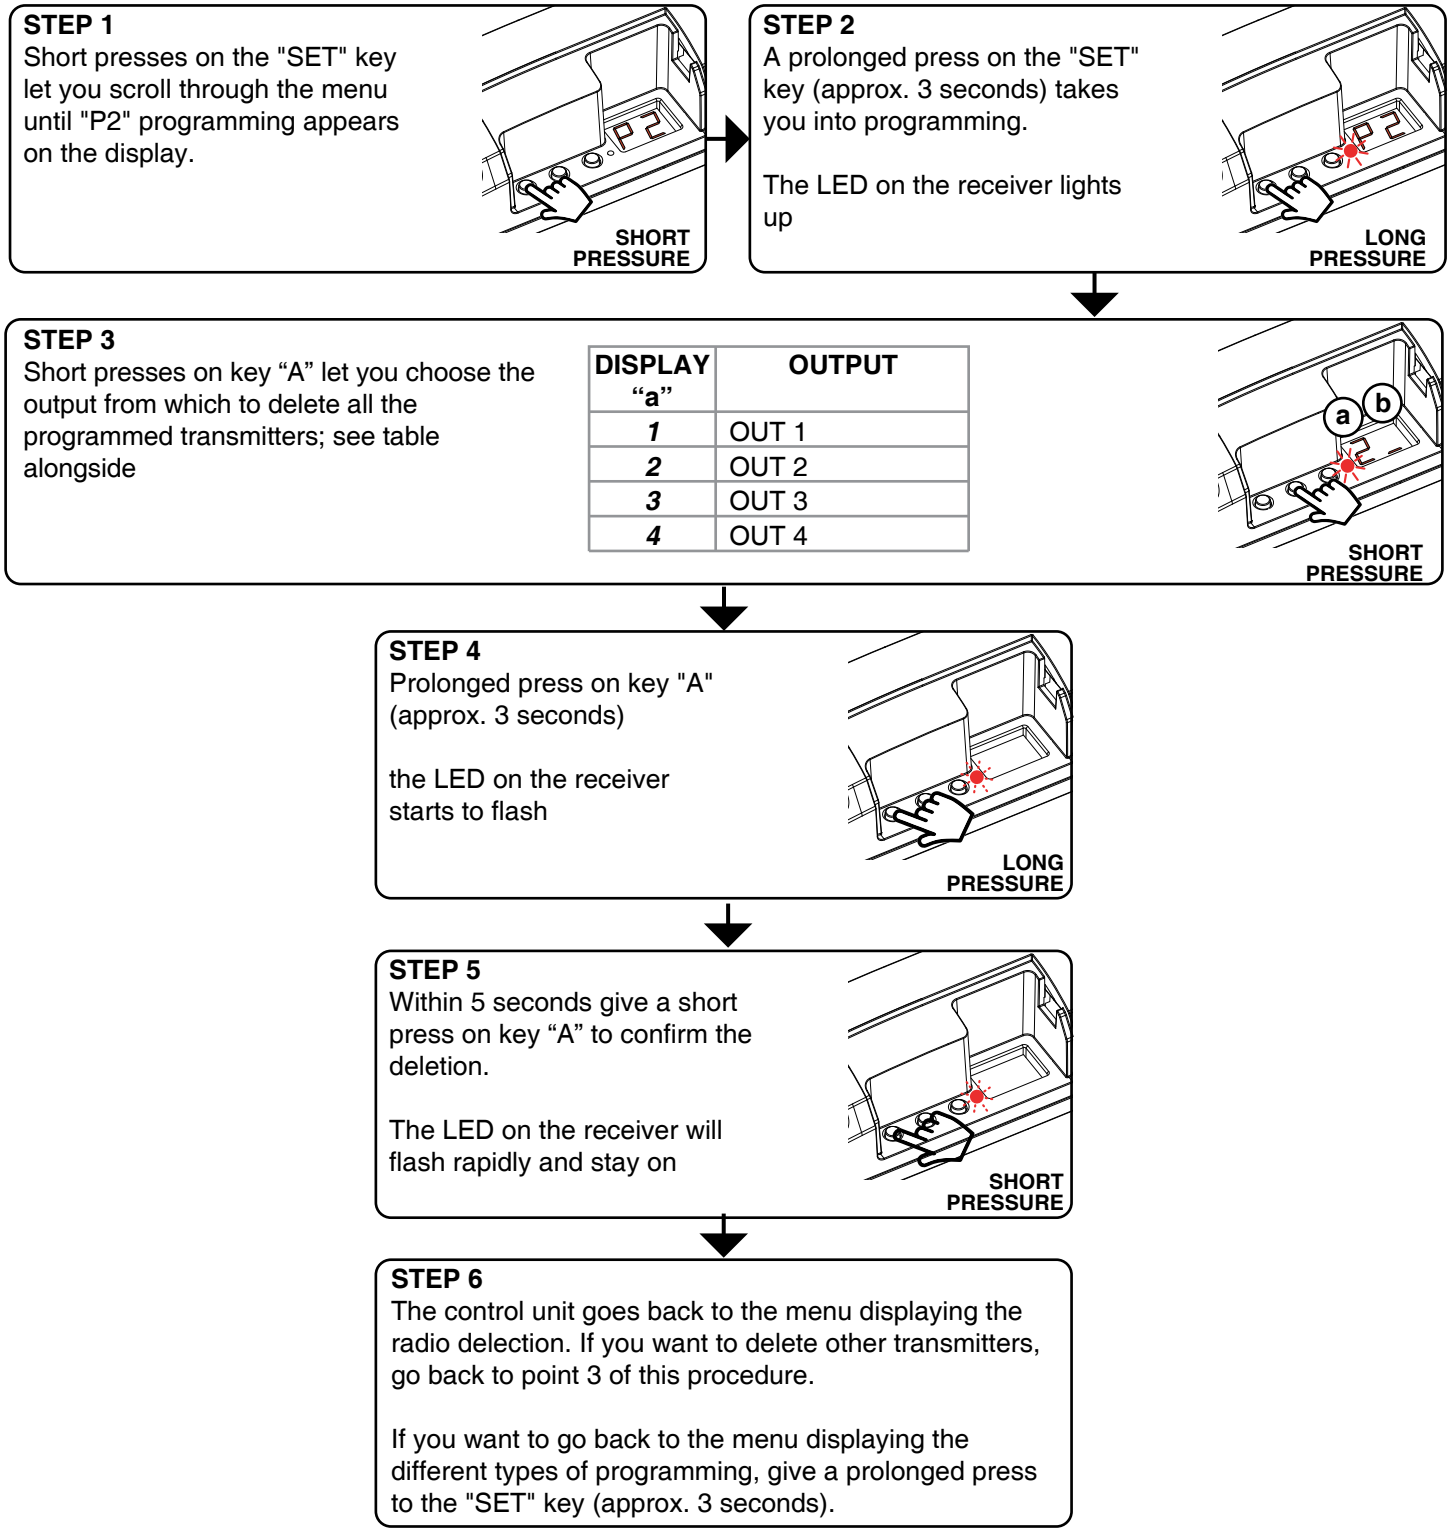 STEP 1
Short presses on the "SET" key
let you scroll through the menu
until "P2" programming appears
on the display.
P2
SHORT
PRESSURE
STEP 2
A prolonged press on the "SET"
key (approx. 3 seconds) takes
you into programming.
The LED on the receiver lights
up
P2
LONG
PRESSURE
STEP 3
Short presses on key “A” let you choose the
output from which to delete all the
programmed transmitters; see table
alongside
DISPLAY OUTPUT
“a”
1 OUT 1
2 OUT 2
3 OUT 3
4 OUT 4
a b
2 _
SHORT
PRESSURE
STEP 4
Prolonged press on key "A"
(approx. 3 seconds)
the LED on the receiver
starts to flash
LONG
PRESSURE
STEP 5
Within 5 seconds give a short
press on key “A” to confirm the
deletion.
The LED on the receiver will
flash rapidly and stay on
SHORT
PRESSURE
STEP 6
The control unit goes back to the menu displaying the
radio delection. If you want to delete other transmitters,
go back to point 3 of this procedure.
If you want to go back to the menu displaying the
different types of programming, give a prolonged press
to the "SET" key (approx. 3 seconds).